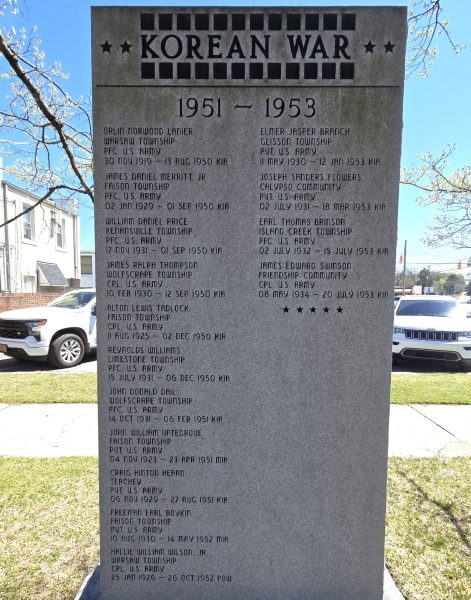 KOREAN WAR
1951 — 1953
ORLIN NORWOOD LANIER
WARSAW TOWNSHIP
PFC. U.S. ARMY
30 NOV 1919 — 13 AUG 1950 KIA
JAMES DANIEL MERRITT, JR.
FAISON TOWNSHIP
PFC. U.S. ARMY
02 JAN 1929 — 01 SEP 1950 KIA
WILLIAM DANIEL PRICE
KENANSVILLE TOWNSHIP
PFC. U.S. ARMY
17 NOV 1931 — 01 SEP 1950 KIA
JAMES RALPH THOMPSON
WOLFSCRAPE TOWNSHIP
CPL. U.S. ARMY
10 FEB 1930 — 12 SEP 1950 KIA
ALTON LEWIS TADLOCK
FAISON TOWNSHIP
CPL. U.S. ARMY
11 AUG 1925 — 02 DEC 1950 KIA
REYNOLDS WILLIAMS
LIMESTONE TOWNSHIP
PFC. U.S. ARMY
15 JULY 1931 — 06 DEC 1950 KIA
JOHN DONALD DAIL
WOLFSCRAPE TOWNSHIP
PFC. U.S. ARMY
14 OCT 1931 — 06 FEB 1951 KIA
JOHN WILLIAM UPTEGROVE
FAISON TOWNSHIP
PVT. U.S. ARMY
04 NOV 1923 — 23 APR 1951 MIA
CRAIG HINTON HEARN
TEACHEY
PVT. U.S. ARMY
06 NOV 1929 — 27 AUG 1951 KIA
FREEMAN EARL BOYKIN
FAISON TOWNSHIP
PVT. U.S. ARMY
10 AUG 1930 — 14 MAY 1952 MIA
HALLIE WILLIAM WILSON, JR.
WARSAW TOWNSHIP
CPL. U.S. ARMY
25 JAN 1926 — 26 OCT 1952 POW
ELMER JASPER BRANCH
GLISSON TOWNSHIP
PVT. U.S. ARMY
11 MAY 1930 — 12 JAN 1953 KIA
JOSEPH SANDERS FLOWERS
CALYPSO COMMUNITY
PVT. U.S. ARMY
02 JULY 1931 — 18 MAR 1953 KIA
EARL THOMAS BRINSON
ISLAND CREEK TOWNSHIP
PFC. U.S. ARMY
02 JULY 1932 — 15 JULY 1953 KIA
JAMES EDWARD SWINSON
FRIENDSHIP COMMUNITY
CPL. U.S. ARMY
08 MAY 1934 — 20 JULY 1953 KIA